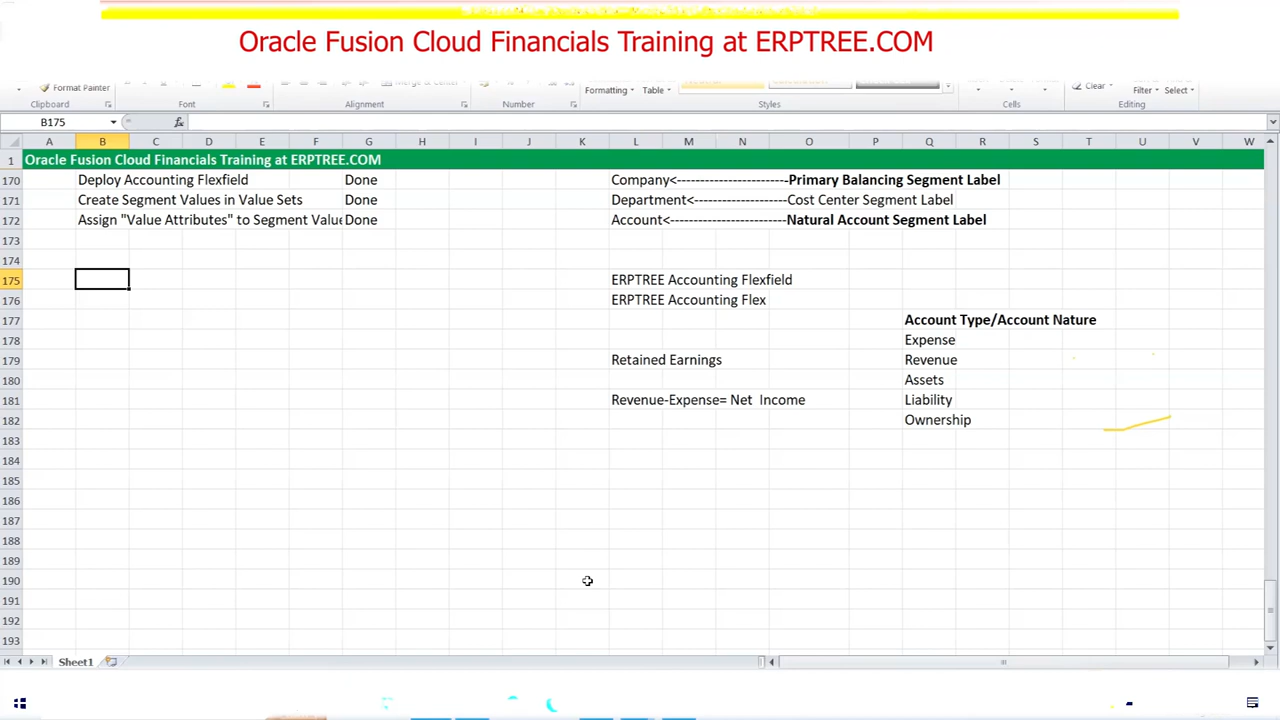 Oracle Fusion Cloud Financials Training at ERPTREE.COM
Format Painter Merge & Center Formatting Table Clear Filter Select
Clipboard Font Alignment Number Styles Cells Editing
B175 fx
A B C D E F G H I J K L M N O P Q R S T U V W
1 Oracle Fusion Cloud Financials Training at ERPTREE.COM
170 Deploy Accounting Flexfield Done Company<------------------------Primary Balancing Segment Label
171 Create Segment Values in Value Sets Done Department<--------------------Cost Center Segment Label
172 Assign "Value Attributes" to Segment Value Done Account<-------------------------Natural Account Segment Label
173
174
175 ERPTREE Accounting Flexfield
176 ERPTREE Accounting Flex
177 Account Type/Account Nature
178 Expense
179 Retained Earnings Revenue
180 Assets
181 Revenue-Expense= Net  Income Liability
182 Ownership
183
184
185
186
187
188
189
190
191
192
193
Sheet1